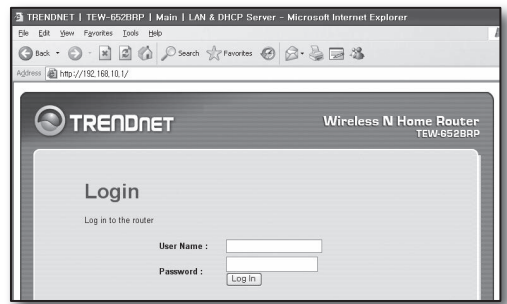 TRENDNET | TEW-652BRP | Main | LAN & DHCP Server - Microsoft Internet Explorer
File Edit View Favorites Tools Help
Back Search Favorites
Address http://192.168.10.1/
TRENDNET Wireless N Home Router
TEW-652BRP
Login
Log in to the router
User Name :
Password :
Log In